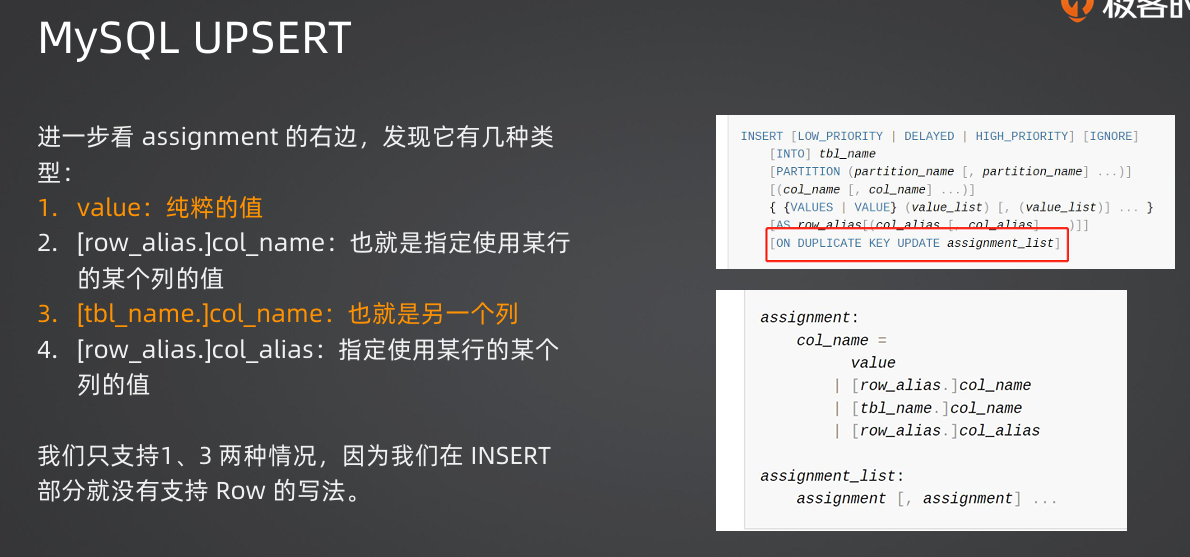 极客时
MySQL UPSERT
进一步看 assignment 的右边，发现它有几种类
型：
1. value：纯粹的值
2. [row_alias.]col_name：也就是指定使用某行
的某个列的值
3. [tbl_name.]col_name：也就是另一个列
4. [row_alias.]col_alias：指定使用某行的某个
列的值
我们只支持1、3 两种情况，因为我们在 INSERT
部分就没有支持 Row 的写法。
INSERT [LOW_PRIORITY | DELAYED | HIGH_PRIORITY] [IGNORE]
[INTO] tbl_name
[PARTITION (partition_name [, partition_name] ...)]
[(col_name [, col_name] ...)]
{ {VALUES | VALUE} (value_list) [, (value_list)] ... }
[AS row_alias[(col_alias [, col_alias] ...)]]
[ON DUPLICATE KEY UPDATE assignment_list]
assignment:
col_name =
value
| [row_alias.]col_name
| [tbl_name.]col_name
| [row_alias.]col_alias
assignment_list:
assignment [, assignment] ...